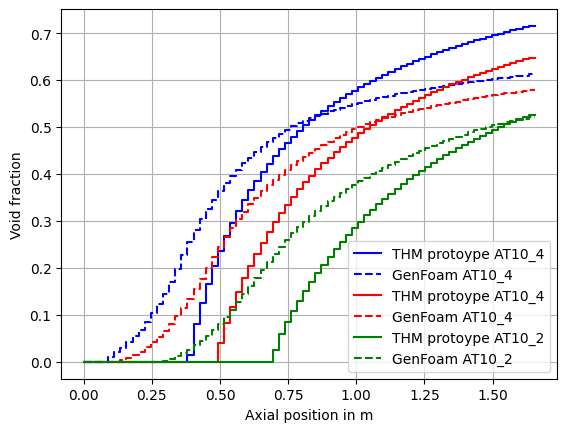 0.7
0.6
0.5
0.4
0.3
0.2
0.1
0.0
Void fraction
THM protoype AT10_4
GenFoam AT10_4
THM protoype AT10_4
GenFoam AT10_4
THM protoype AT10_2
GenFoam AT10_2
0.00 0.25 0.50 0.75 1.00 1.25 1.50
Axial position in m